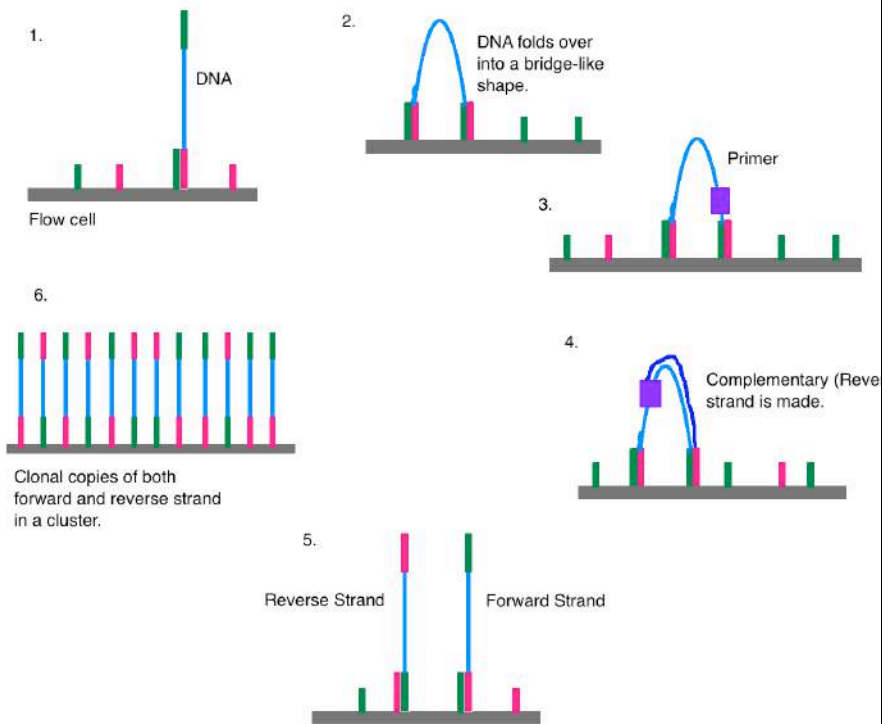 1.
DNA
Flow cell
2.
DNA folds over
into a bridge-like
shape.
Primer
3.
4.
Complementary (Reve
strand is made.
5.
Reverse Strand
Forward Strand
6.
Clonal copies of both
forward and reverse strand
in a cluster.